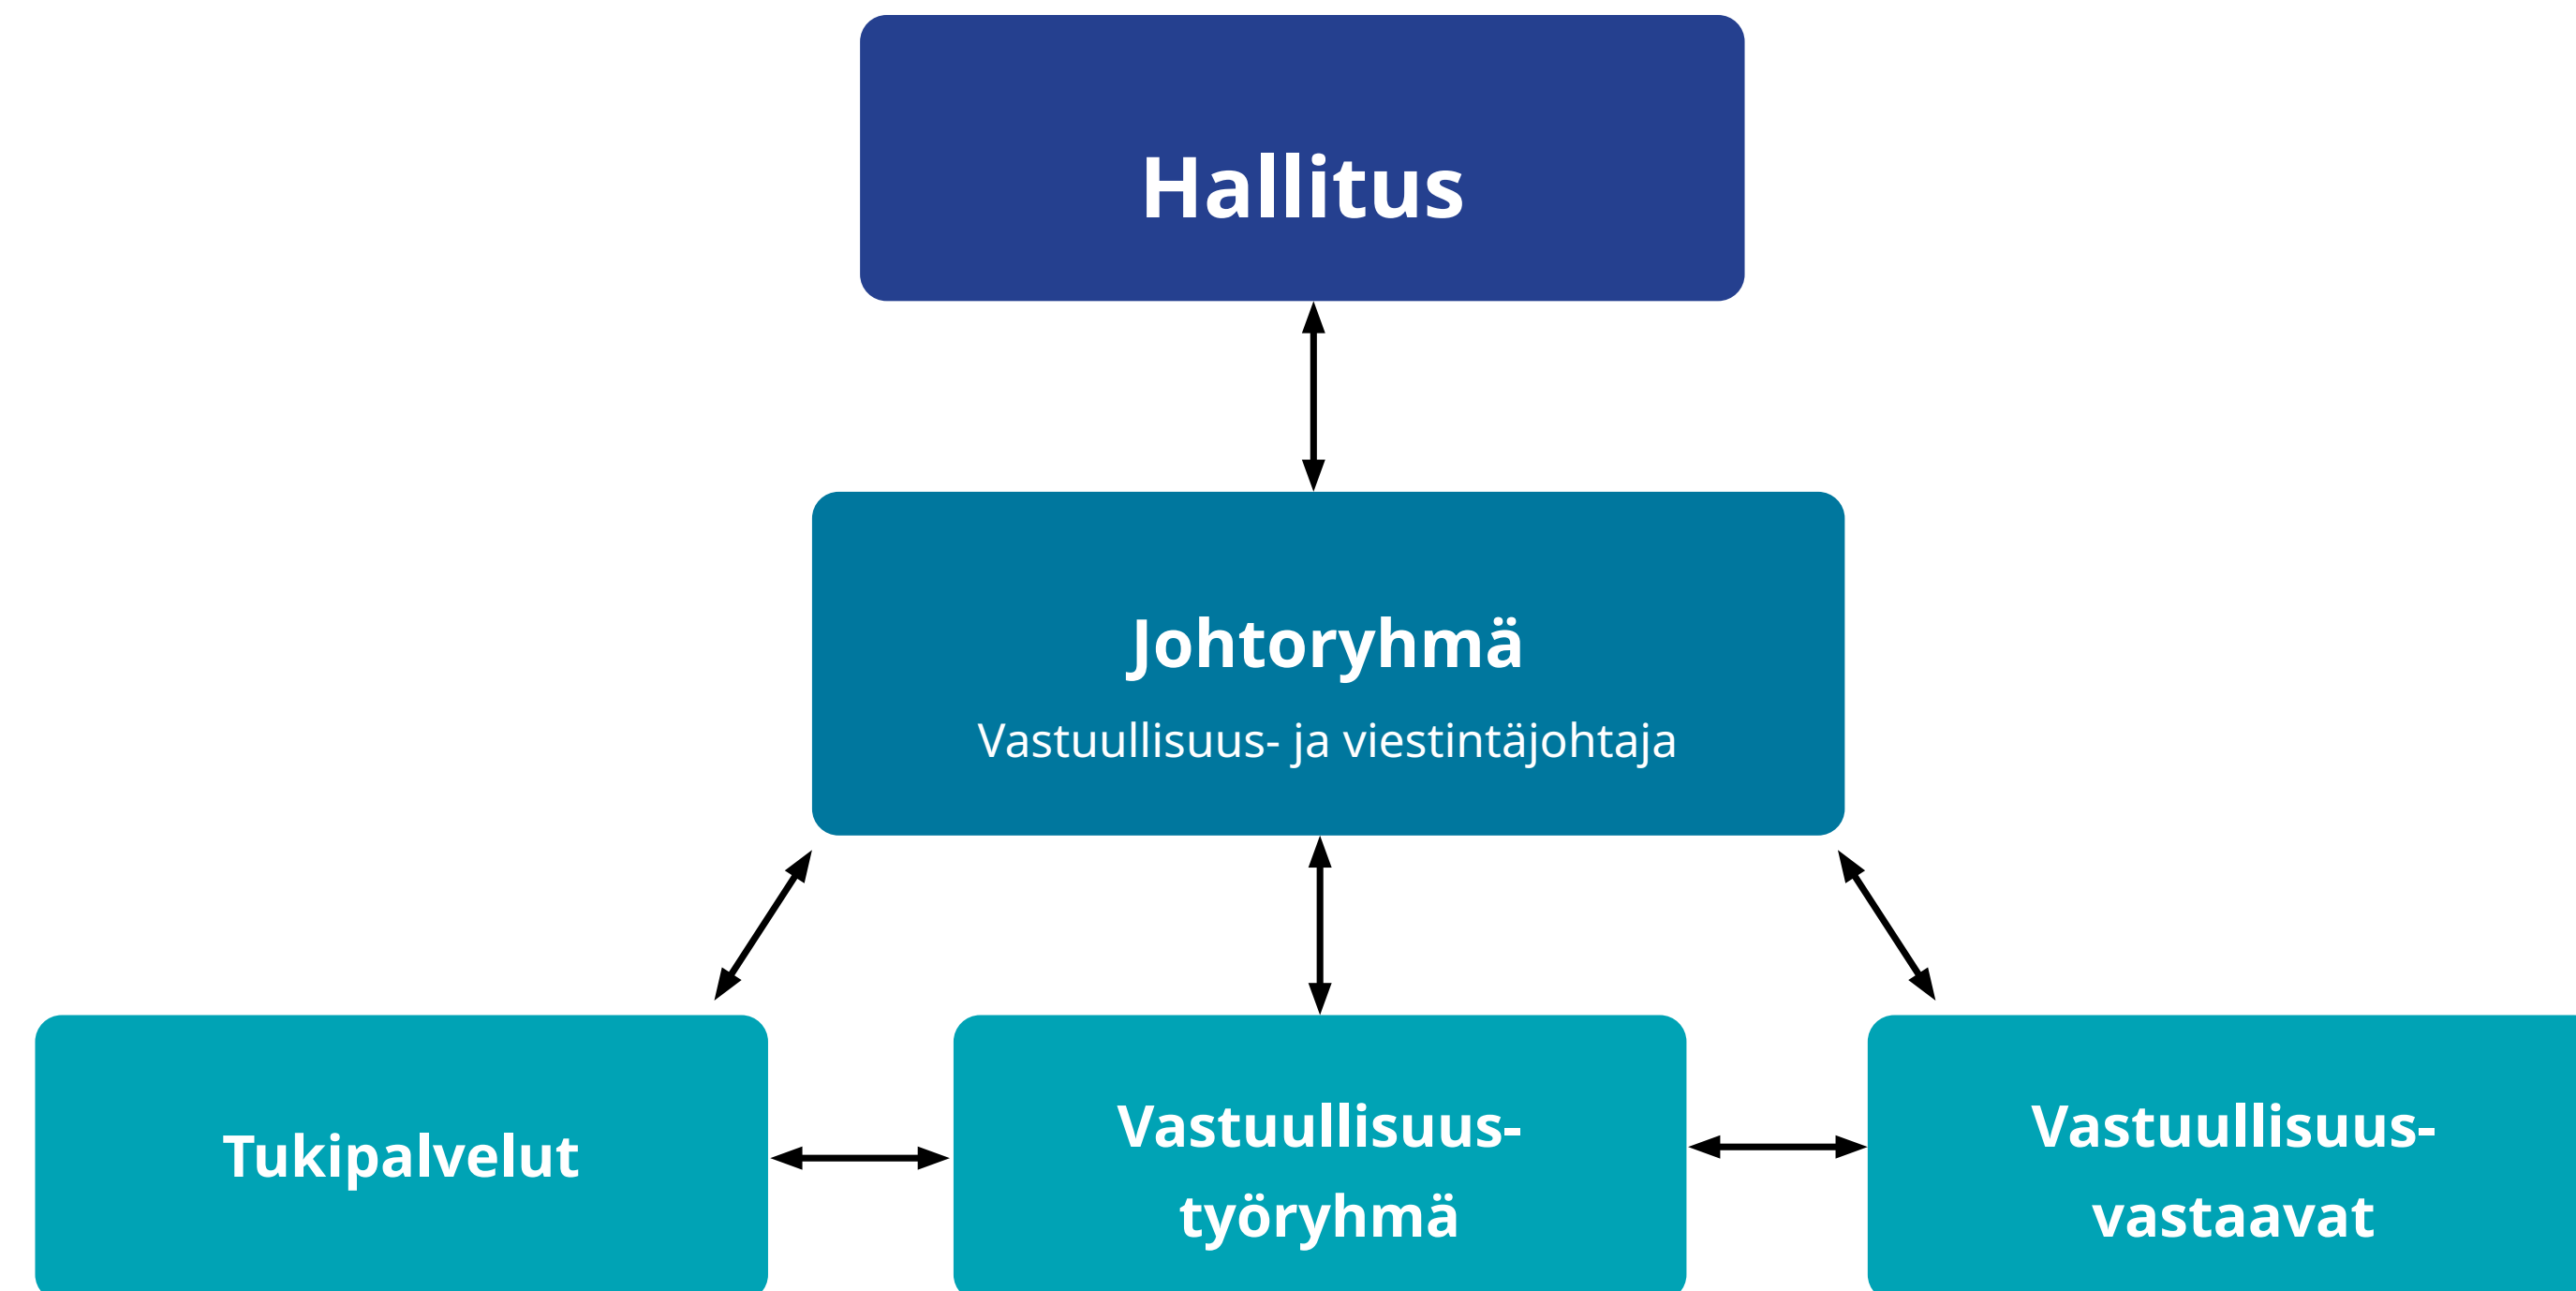 Hallitus
Johtoryhmä
Vastuullisuus- ja viestintäjohtaja
Tukipalvelut
Vastuullisuus-
työryhmä
Vastuullisuus-
vastaavat